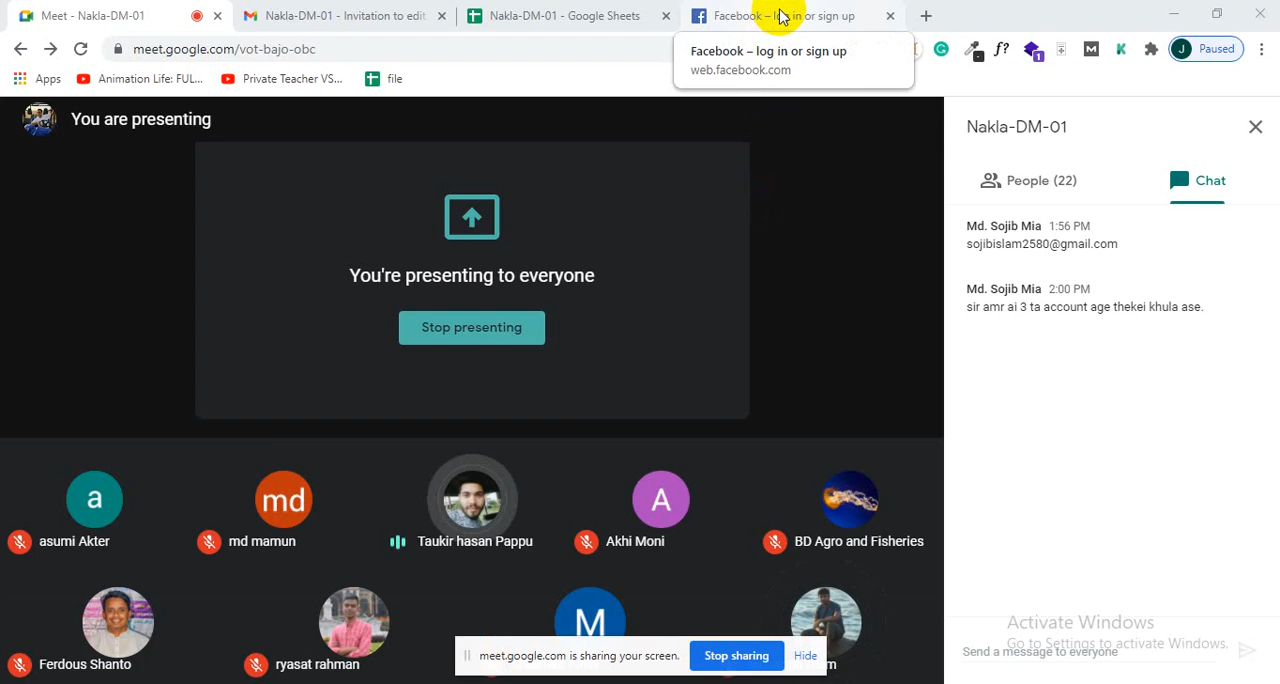 Meet - Nakla-DM-01
Nakla-DM-01 - Invitation to edit
Nakla-DM-01 - Google Sheets
Facebook – log in or sign up
meet.google.com/vot-bajo-obc
Facebook – log in or sign up
web.facebook.com
f?
1
M
K
J Paused
Apps
Animation Life: FUL...
Private Teacher VS...
file
You are presenting
You're presenting to everyone
Stop presenting
Nakla-DM-01
People (22)
Chat
Md. Sojib Mia 1:56 PM
sojibislam2580@gmail.com
Md. Sojib Mia 2:00 PM
sir amr ai 3 ta account age thekei khula ase.
a
md
A
asumi Akter
md mamun
Taukir hasan Pappu
Akhi Moni
BD Agro and Fisheries
M
Ferdous Shanto
ryasat rahman
meet.google.com is sharing your screen.
Stop sharing
Hide
Activate Windows
Go to Settings to activate Windows.
Send a message to everyone